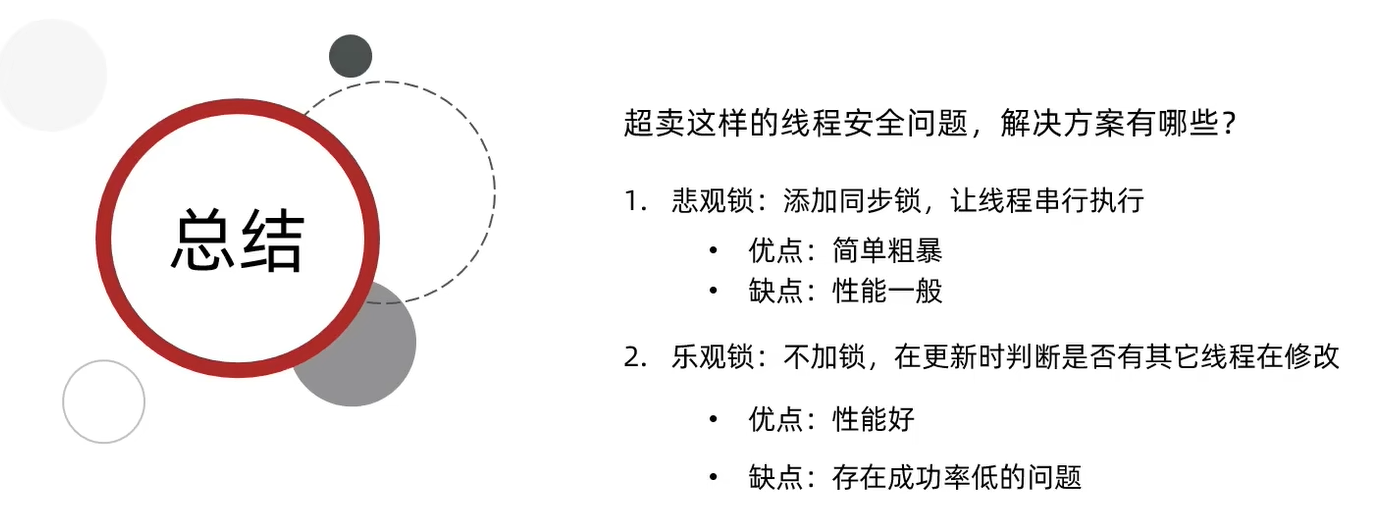 总结
超卖这样的线程安全问题，解决方案有哪些？
1. 悲观锁：添加同步锁，让线程串行执行
• 优点：简单粗暴
• 缺点：性能一般
2. 乐观锁：不加锁，在更新时判断是否有其它线程在修改
• 优点：性能好
• 缺点：存在成功率低的问题